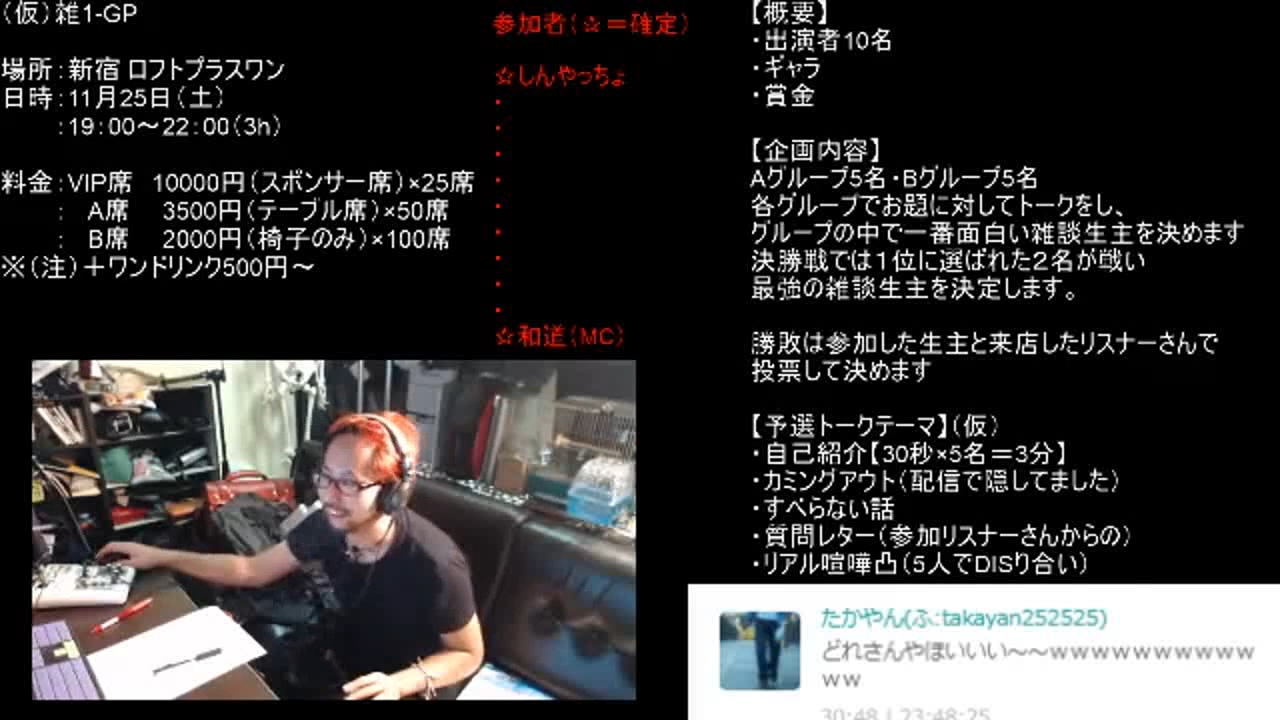 (仮)雑1-GP
場所:新宿 ロフトプラスワン
日時:11月25日(土)
:19:00～22:00(3h)
料金:VIP席 10000円(スポンサー席)×25席
: A席 3500円(テーブル席)×50席
: B席 2000円(椅子のみ)×100席
※(注)＋ワンドリンク500円～
参加者(☆＝確定)
☆しんやっちょ
・
・
・
・
・
・
・
・
・
☆和道(MC)
【概要】
・出演者10名
・ギャラ
・賞金
【企画内容】
Aグループ5名・Bグループ5名
各グループでお題に対してトークをし、
グループの中で一番面白い雑談生主を決めます
決勝戦では1位に選ばれた2名が戦い
最強の雑談生主を決定します。
勝敗は参加した生主と来店したリスナーさんで
投票して決めます
【予選トークテーマ】(仮)
・自己紹介【30秒×5名＝3分】
・カミングアウト(配信で隠してました)
・すべらない話
・質問レター(参加リスナーさんからの)
・リアル喧嘩凸(5人でDISり合い)
たかやん(ふ:takayan252525)
どれさんやほいいい～～ｗｗｗｗｗｗｗｗｗｗｗ
ｗｗ
30:48 | 23:48:25